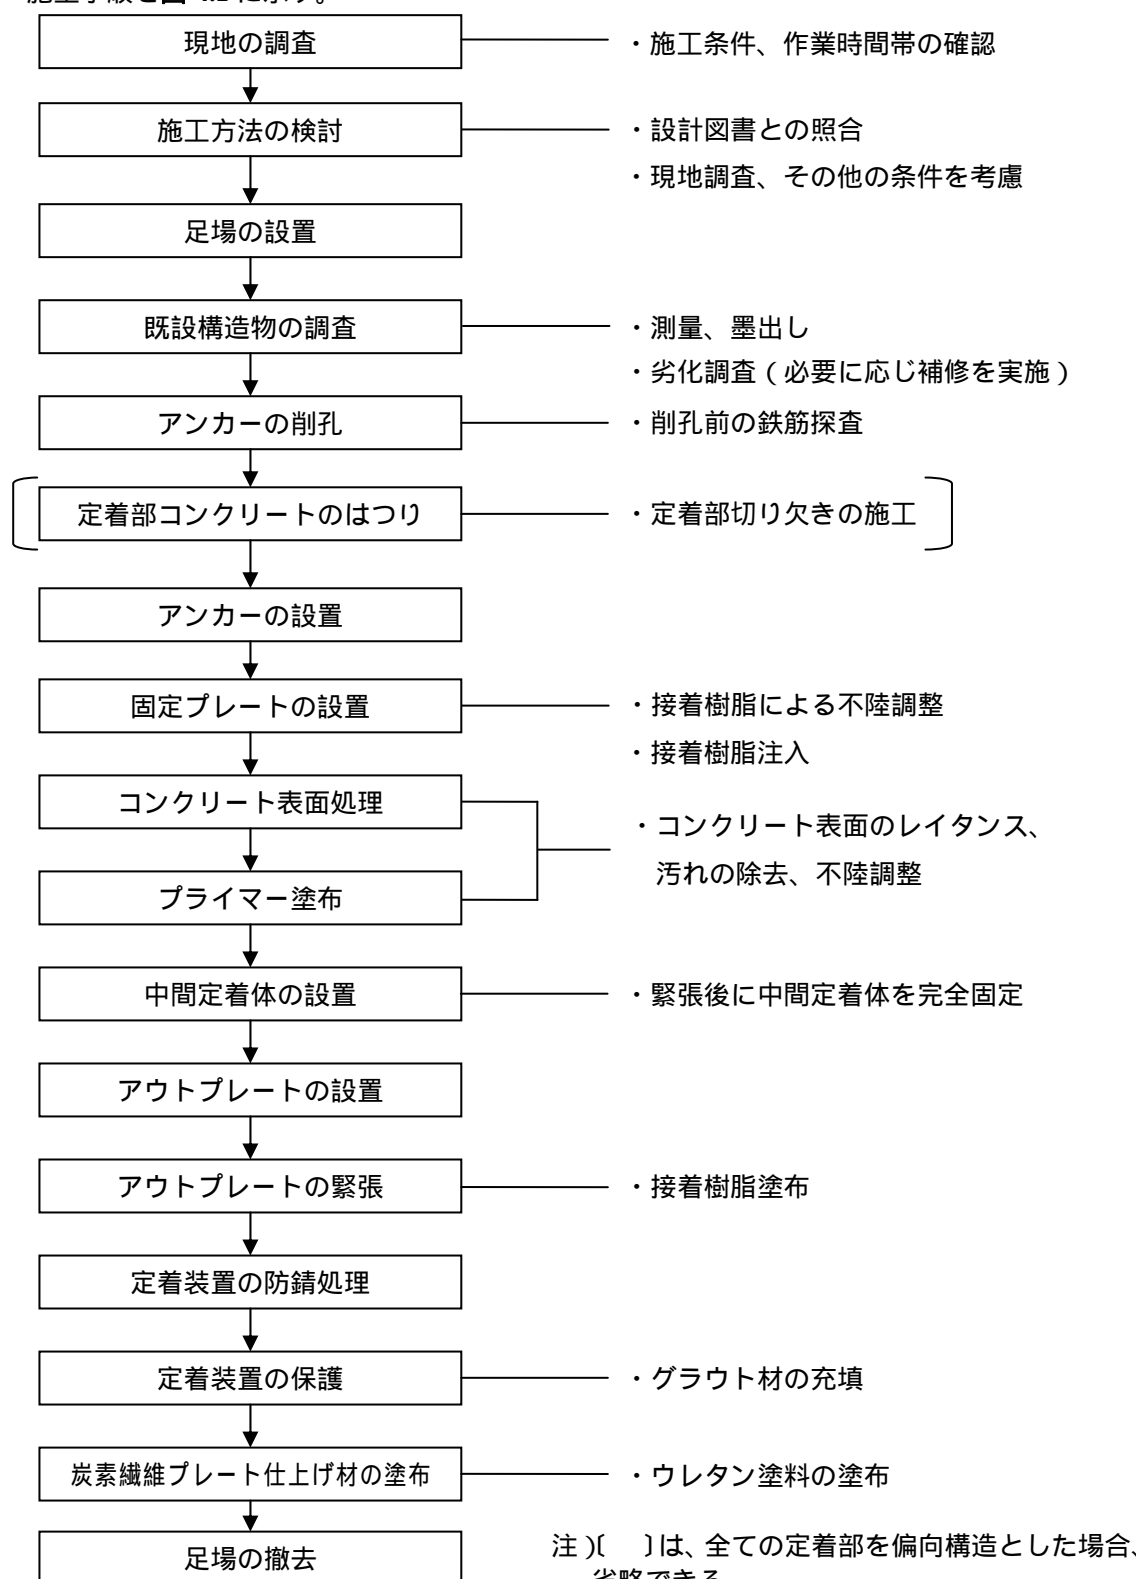 現地の調査
・施工条件、作業時間帯の確認
施工方法の検討
・設計図書との照合
・現地調査、その他の条件を考慮
足場の設置
既設構造物の調査
・測量、墨出し
・劣化調査（必要に応じ補修を実施）
アンカーの削孔
・削孔前の鉄筋探査
定着部コンクリートのはつり
・定着部切り欠きの施工
アンカーの設置
固定プレートの設置
・接着樹脂による不陸調整
・接着樹脂注入
コンクリート表面処理
・コンクリート表面のレイタンス、
汚れの除去、不陸調整
プライマー塗布
中間定着体の設置
・緊張後に中間定着体を完全固定
アウトプレートの設置
アウトプレートの緊張
・接着樹脂塗布
定着装置の防錆処理
定着装置の保護
・グラウト材の充填
炭素繊維プレート仕上げ材の塗布
・ウレタン塗料の塗布
足場の撤去
注）〔　〕は、全ての定着部を偏向構造とした場合、
省略できる